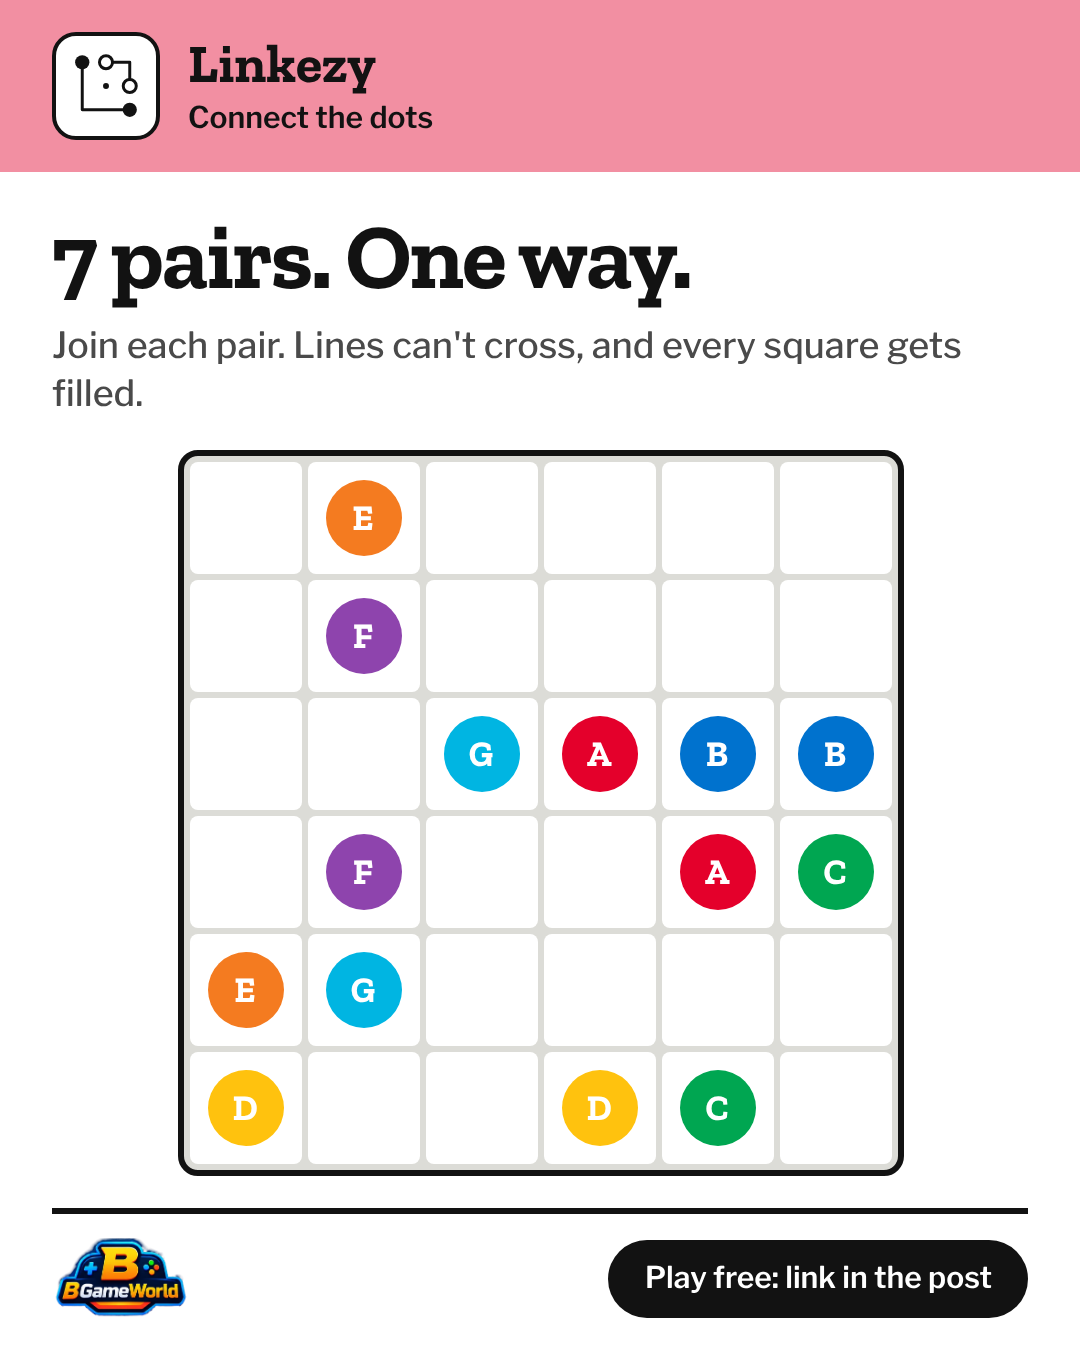 Linkezy
Connect the dots
7 pairs. One way.
Join each pair. Lines can't cross, and every square gets
filled.
E
F
G A B B
F A C
E G
D D C
B
BGameWorld
Play free: link in the post